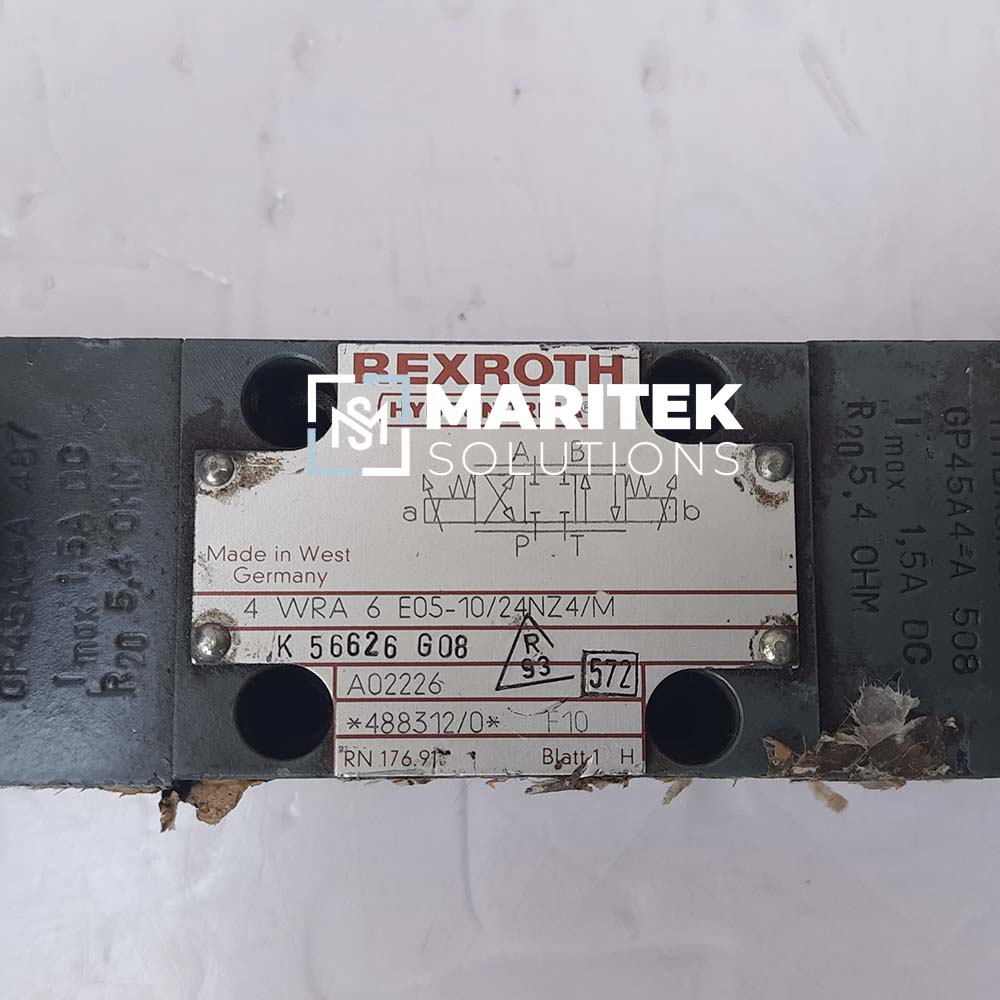 REXROTH
MARITEK
SOLUTIONS
A B
a b
P T
Made in West
Germany
4 WRA 6 E05-10/24NZ4/M
K 56626 G08
R
93
572
A02226
*488312/0* F10
RN 176.91 Blatt 1 H
487
I max 1,5A DC
R20 5,4 OHM
GP45A4-A 508
I max 1,5A DC
R20 5,4 OHM